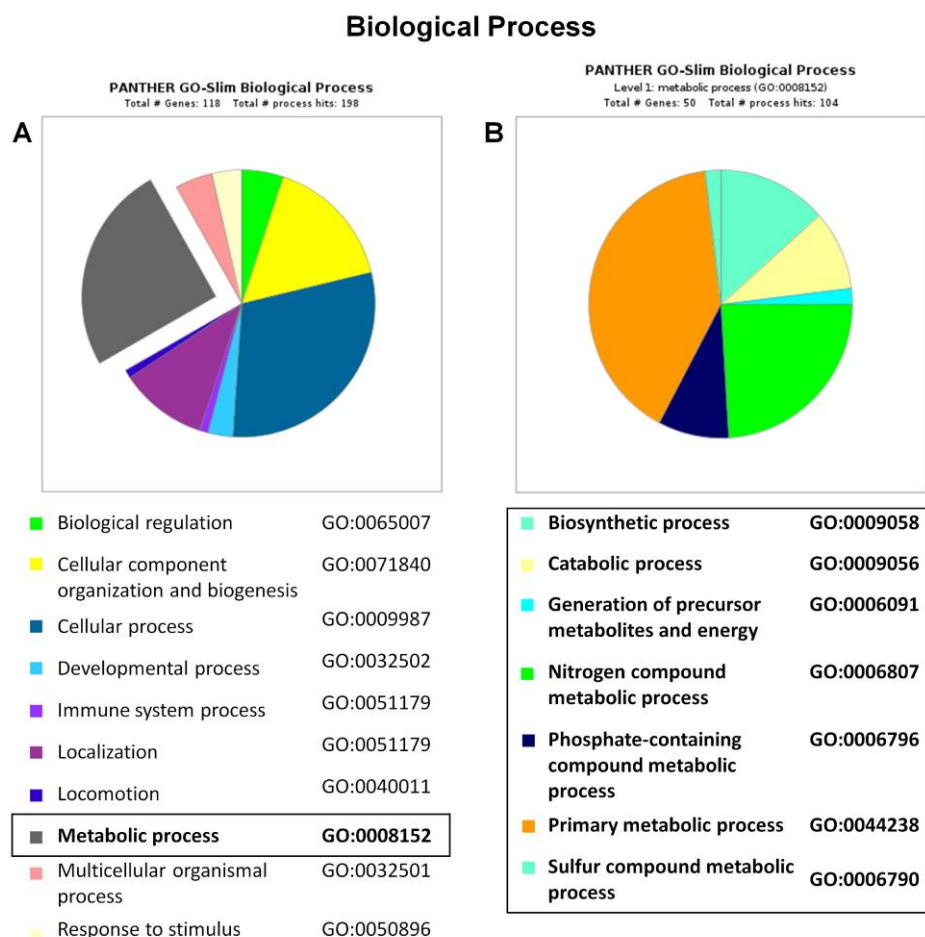 Biological Process
PANTHER GO-Slim Biological Process
Total # Genes: 118 Total # process hits: 198
A
PANTHER GO-Slim Biological Process
Level 1: metabolic process (GO:0008152)
Total # Genes: 50 Total # process hits: 104
B
Biological regulation GO:0065007
Cellular component GO:0071840
organization and biogenesis
Cellular process GO:0009987
Developmental process GO:0032502
Immune system process GO:0051179
Localization GO:0051179
Locomotion GO:0040011
Metabolic process GO:0008152
Multicellular organismal GO:0032501
process
Response to stimulus GO:0050896
Biosynthetic process GO:0009058
Catabolic process GO:0009056
Generation of precursor GO:0006091
metabolites and energy
Nitrogen compound GO:0006807
metabolic process
Phosphate-containing GO:0006796
compound metabolic
process
Primary metabolic process GO:0044238
Sulfur compound metabolic GO:0006790
process